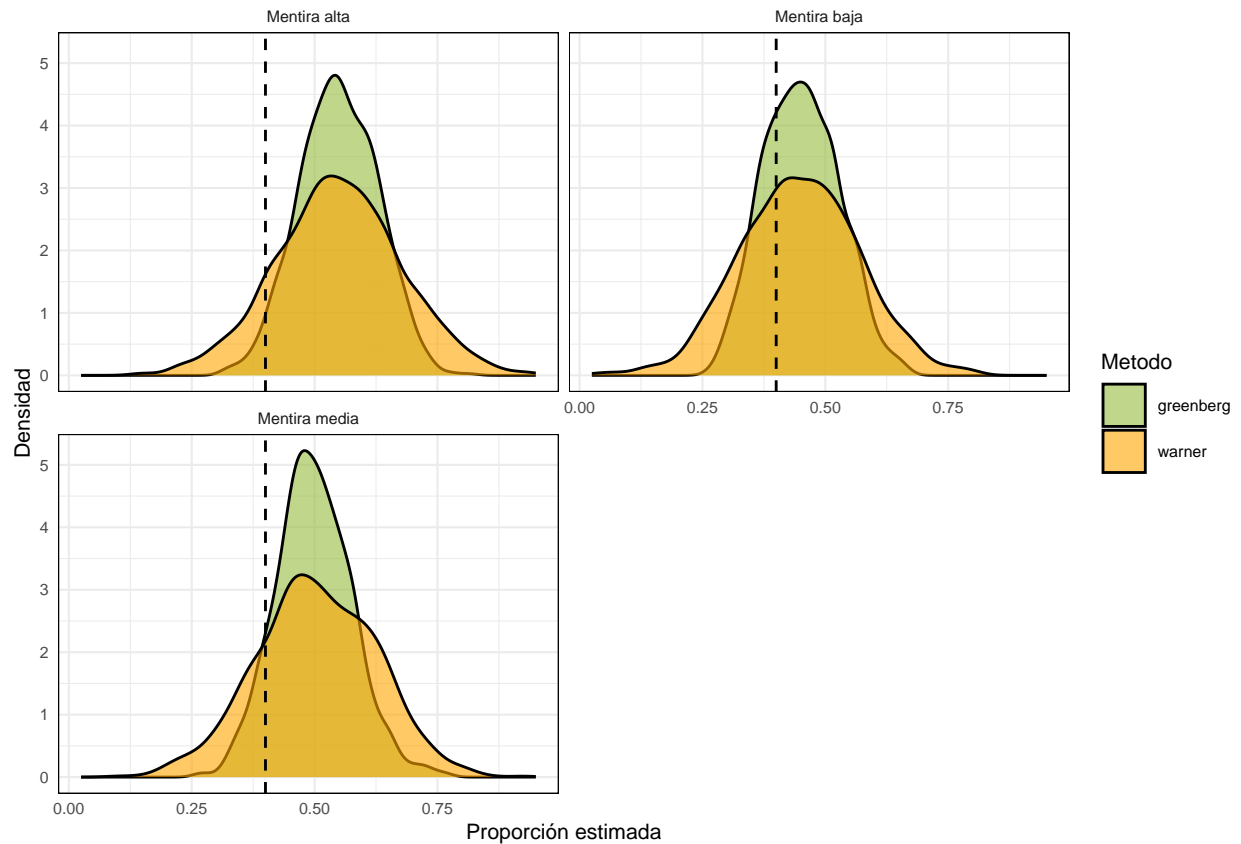 Mentira alta
Mentira baja
5
4
3
2
1
0
0.00 0.25 0.50 0.75
Mentira media
5
4
3
2
1
0
0.00 0.25 0.50 0.75
Densidad
Proporción estimada
Metodo
greenberg
warner